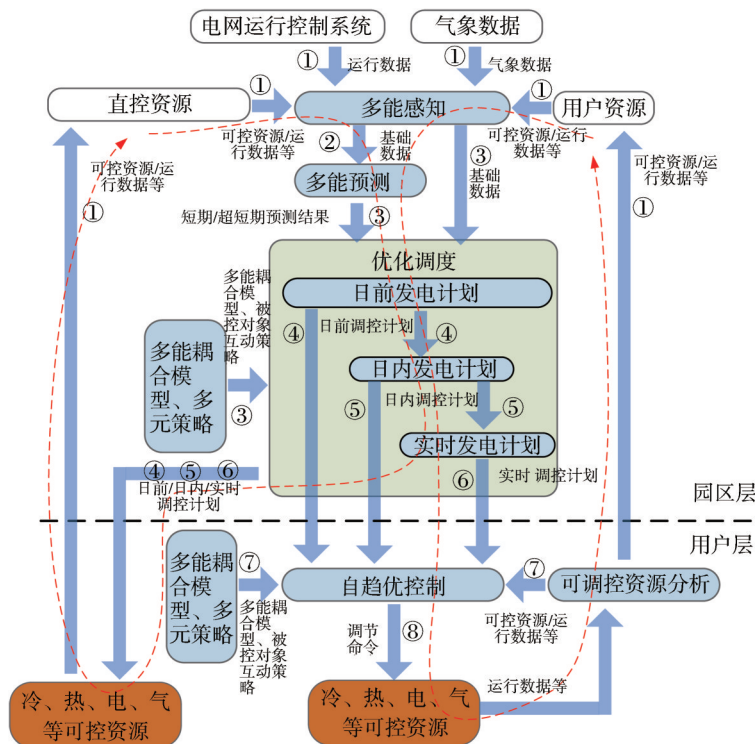 电网运行控制系统
气象数据
①
运行数据
①
气象数据
①
①
直控资源
多能感知
用户资源
可控资源/运
行数据等
②
基础
数据
③
基础
数据
可控资源/运
行数据等
可控资源/运
行数据等
①
可控资源/运
行数据等
①
多能预测
短期/超短期预测结果
③
优化调度
日前发电计划
多能耦
合模
型、被
控对象
互动策
略
④
日前调控计划
④
多能耦
合模
型、多
元策略
③
日内发电计划
⑤
日内调控计划
⑤
实时发电计划
⑥
实时 调控计划
④ ⑤ ⑥
日前/日内/实时
调控计划
园区层
用户层
多能耦
合模
型、多
元策略
⑦
多能耦
合模
型、被
控对象
互动策
略
自趋优控制
⑦
可调控资源分析
可控资源/运
行数据等
调节
命令
⑧
运行数据等
冷、热、电、气
等可控资源
冷、热、电、气
等可控资源